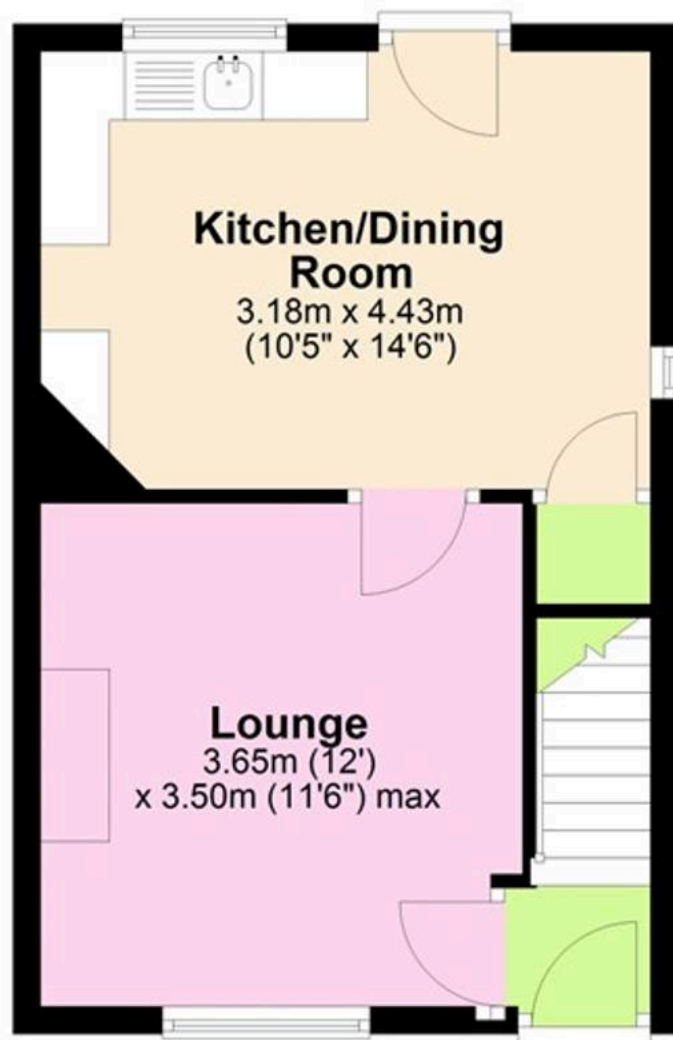 Kitchen/Dining
Room
3.18m x 4.43m
(10'5" x 14'6")
Lounge
3.65m (12')
x 3.50m (11'6") max